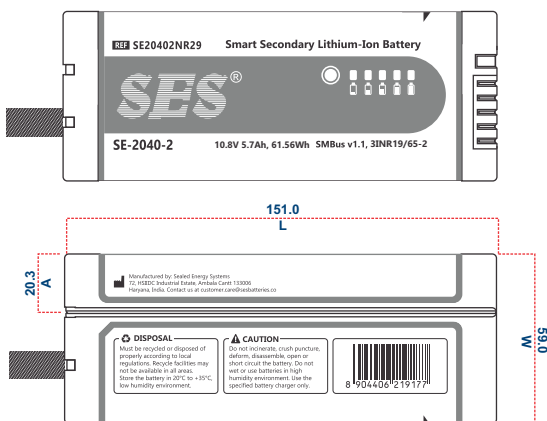 REF SE20402NR29 Smart Secondary Lithium-Ion Battery
SES®
SE-2040-2 10.8V 5.7Ah, 61.56Wh SMBus v1.1, 3INR19/65-2
151.0
L
20.3
A
Manufactured by: Sealed Energy Systems
72, HSIIDC Industrial Estate, Ambala Cantt 133006
Haryana, India. Contact us at customer.care@sesbatteries.co
59.0
W
DISPOSAL
Must be recycled or disposed of
properly according to local
regulations. Recycle facilities may
not be available in all areas.
Store the battery in 20°C to +35°C,
low humidity environment.
CAUTION
Do not incinerate, crush puncture,
deform, disassemble, open or
short circuit the battery. Do not
wet or use batteries in high
humidity environment. Use the
specified battery charger only.
8 904406 219177